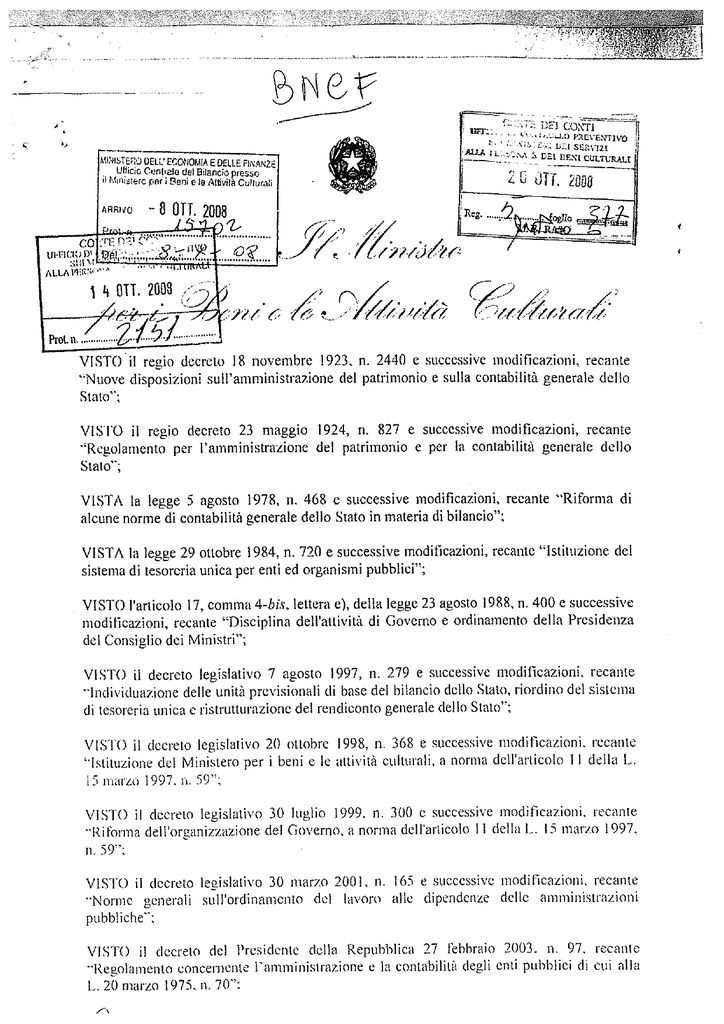 BNCF
MINISTERO DELL'ECONOMIA E DELLE FINANZE
Ufficio Centrale del Bilancio presso
il Ministero per i Beni e le Attività Culturali
ARRIVO - 8 OTT. 2008
Prot. n. 15702
Del 8-X-08
CORTE DEI CONTI
CONTROLLO PREVENTIVO
DEI SERVIZI
ALLA PERSONA E DEI BENI CULTURALI
20 OTT. 2008
Reg. 5 foglio 377
CORTE DEI
UFFICIO DI
ALLA PERSONA CULTURALI
14 OTT. 2008
Prot. n. 2151
Il Ministro
per i Beni e le Attività Culturali
VISTO il regio decreto 18 novembre 1923, n. 2440 e successive modificazioni, recante
“Nuove disposizioni sull’amministrazione del patrimonio e sulla contabilità generale dello
Stato”;
VISTO il regio decreto 23 maggio 1924, n. 827 e successive modificazioni, recante
“Regolamento per l’amministrazione del patrimonio e per la contabilità generale dello
Stato”;
VISTA la legge 5 agosto 1978, n. 468 e successive modificazioni, recante “Riforma di
alcune norme di contabilità generale dello Stato in materia di bilancio”;
VISTA la legge 29 ottobre 1984, n. 720 e successive modificazioni, recante “Istituzione del
sistema di tesoreria unica per enti ed organismi pubblici”;
VISTO l'articolo 17, comma 4-bis, lettera e), della legge 23 agosto 1988, n. 400 e successive
modificazioni, recante “Disciplina dell'attività di Governo e ordinamento della Presidenza
del Consiglio dei Ministri”;
VISTO il decreto legislativo 7 agosto 1997, n. 279 e successive modificazioni, recante
“Individuazione delle unità previsionali di base del bilancio dello Stato, riordino del sistema
di tesoreria unica e ristrutturazione del rendiconto generale dello Stato”;
VISTO il decreto legislativo 20 ottobre 1998, n. 368 e successive modificazioni, recante
“Istituzione del Ministero per i beni e le attività culturali, a norma dell'articolo 11 della L.
15 marzo 1997, n. 59”;
VISTO il decreto legislativo 30 luglio 1999, n. 300 e successive modificazioni, recante
“Riforma dell'organizzazione del Governo, a norma dell'articolo 11 della L. 15 marzo 1997,
n. 59”;
VISTO il decreto legislativo 30 marzo 2001, n. 165 e successive modificazioni, recante
“Norme generali sull'ordinamento del lavoro alle dipendenze delle amministrazioni
pubbliche”;
VISTO il decreto del Presidente della Repubblica 27 febbraio 2003, n. 97, recante
“Regolamento concernente l’amministrazione e la contabilità degli enti pubblici di cui alla
L. 20 marzo 1975, n. 70”;